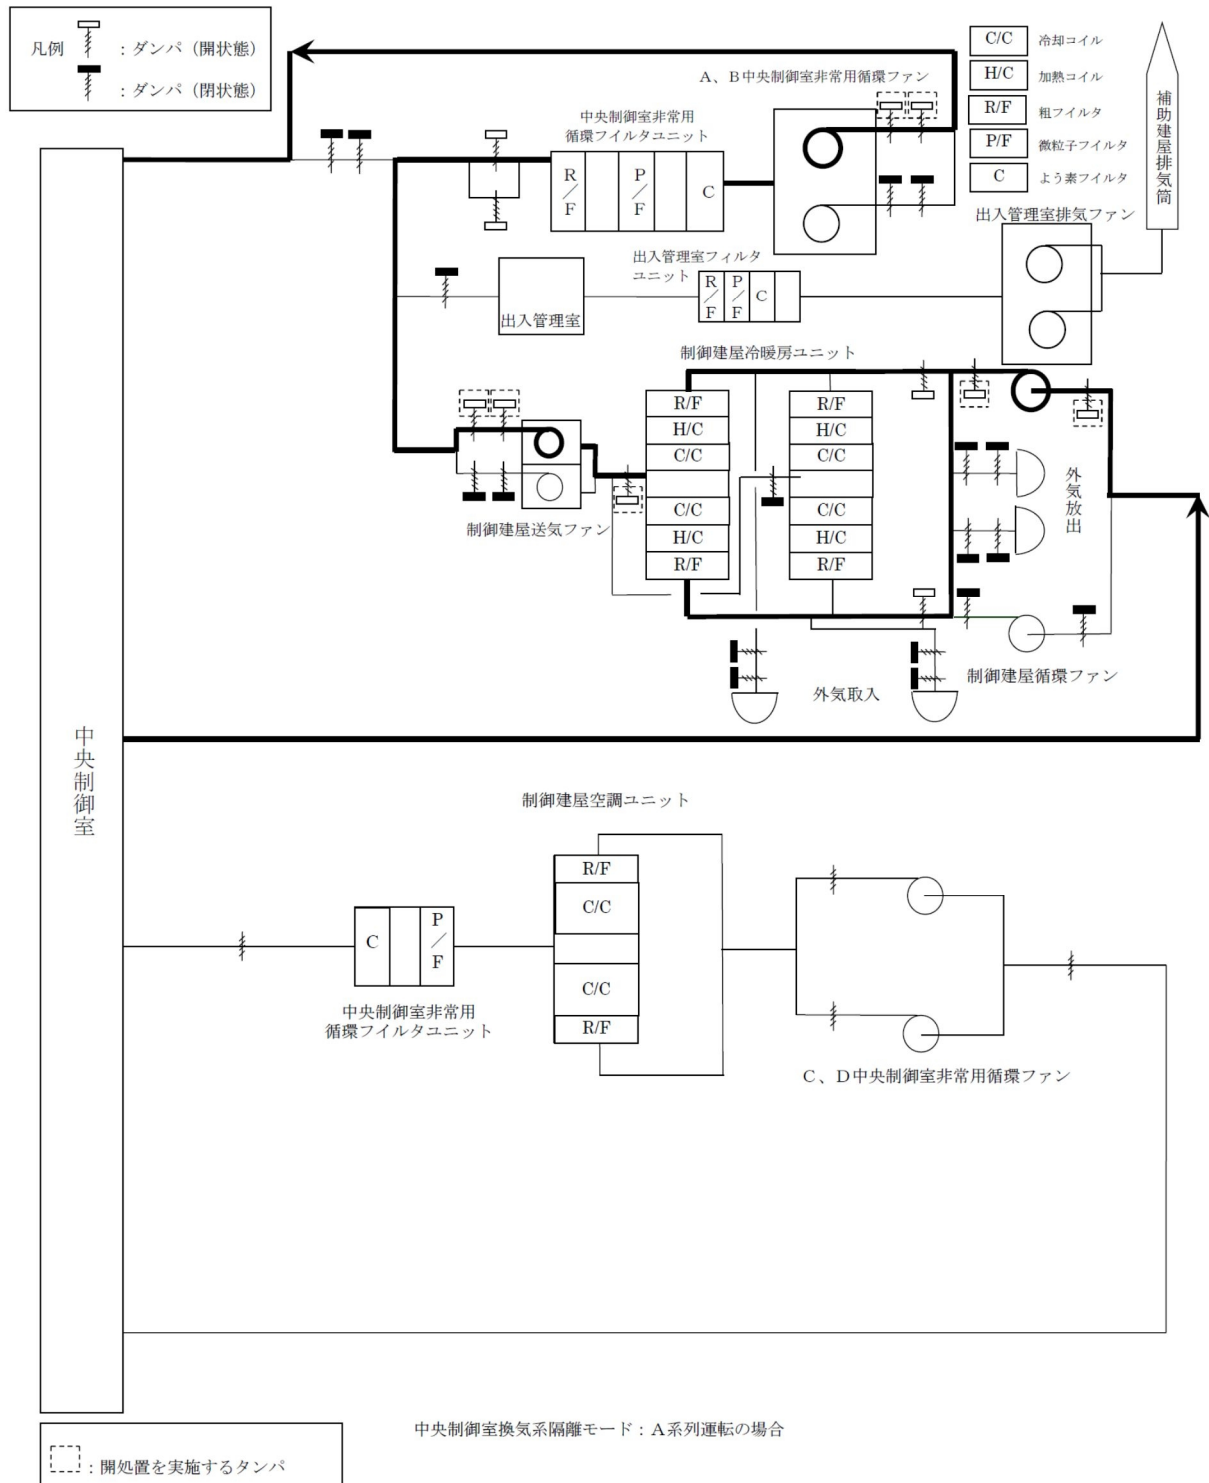 凡例
：ダンパ（開状態）
：ダンパ（閉状態）
C/C 冷却コイル
H/C 加熱コイル
R/F 粗フイルタ
P/F 微粒子フイルタ
C よう素フイルタ
補助建屋排気筒
A、B中央制御室非常用循環ファン
中央制御室非常用
循環フイルタユニット
R/F
P/F
C
出入管理室排気ファン
出入管理室フィルタ
ユニット
R/F
P/F
C
出入管理室
制御建屋冷暖房ユニット
R/F
H/C
C/C
C/C
H/C
R/F
R/F
H/C
C/C
C/C
H/C
R/F
制御建屋送気ファン
外気放出
制御建屋循環ファン
外気取入
中央制御室
制御建屋空調ユニット
R/F
C/C
C/C
R/F
C
P/F
中央制御室非常用
循環フイルタユニット
C、D中央制御室非常用循環ファン
中央制御室換気系隔離モード：A系列運転の場合
：開処置を実施するタンパ